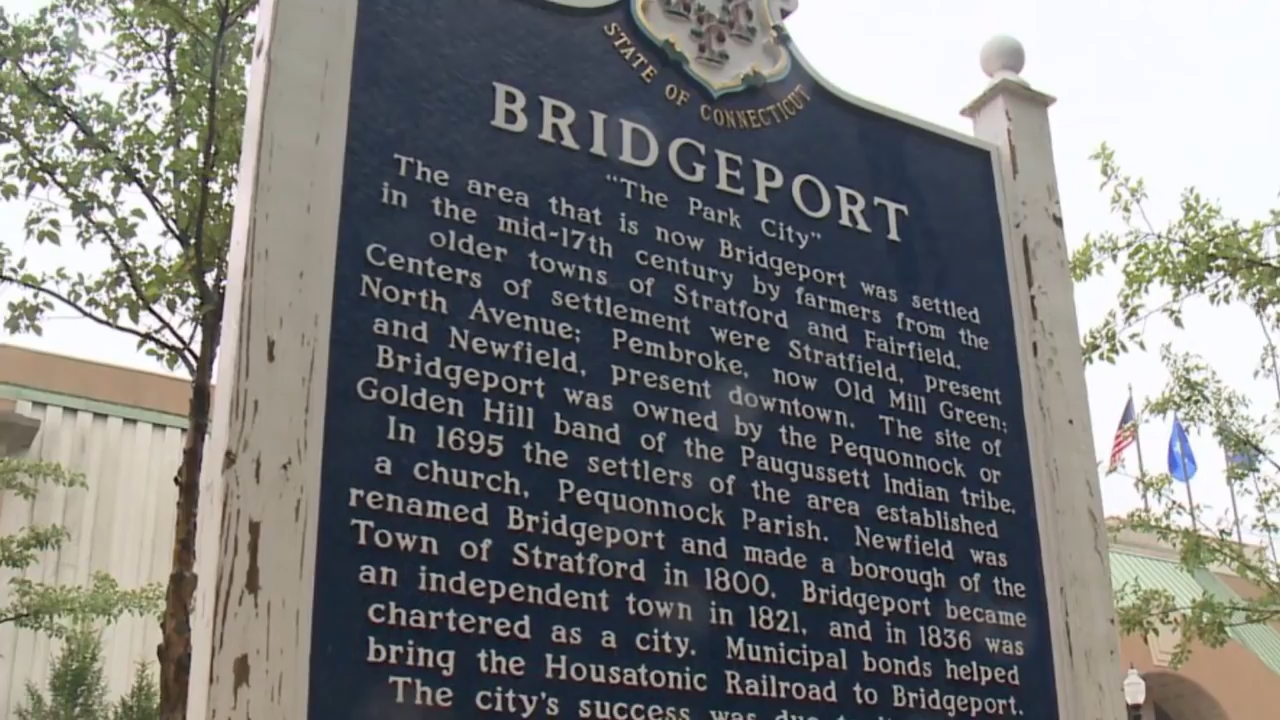 STATE OF CONNECTICUT
BRIDGEPORT
"The Park City"
The area that is now Bridgeport was settled
in the mid-17th century by farmers from the
older towns of Stratford and Fairfield.
Centers of settlement were Stratfield, present
North Avenue; Pembroke, now Old Mill Green;
and Newfield, present downtown. The site of
Bridgeport was owned by the Pequonnock or
Golden Hill band of the Paugussett Indian tribe.
In 1695 the settlers of the area established
a church, Pequonnock Parish. Newfield was
renamed Bridgeport and made a borough of the
Town of Stratford in 1800. Bridgeport became
an independent town in 1821, and in 1836 was
chartered as a city. Municipal bonds helped
bring the Housatonic Railroad to Bridgeport.
The city's success was due